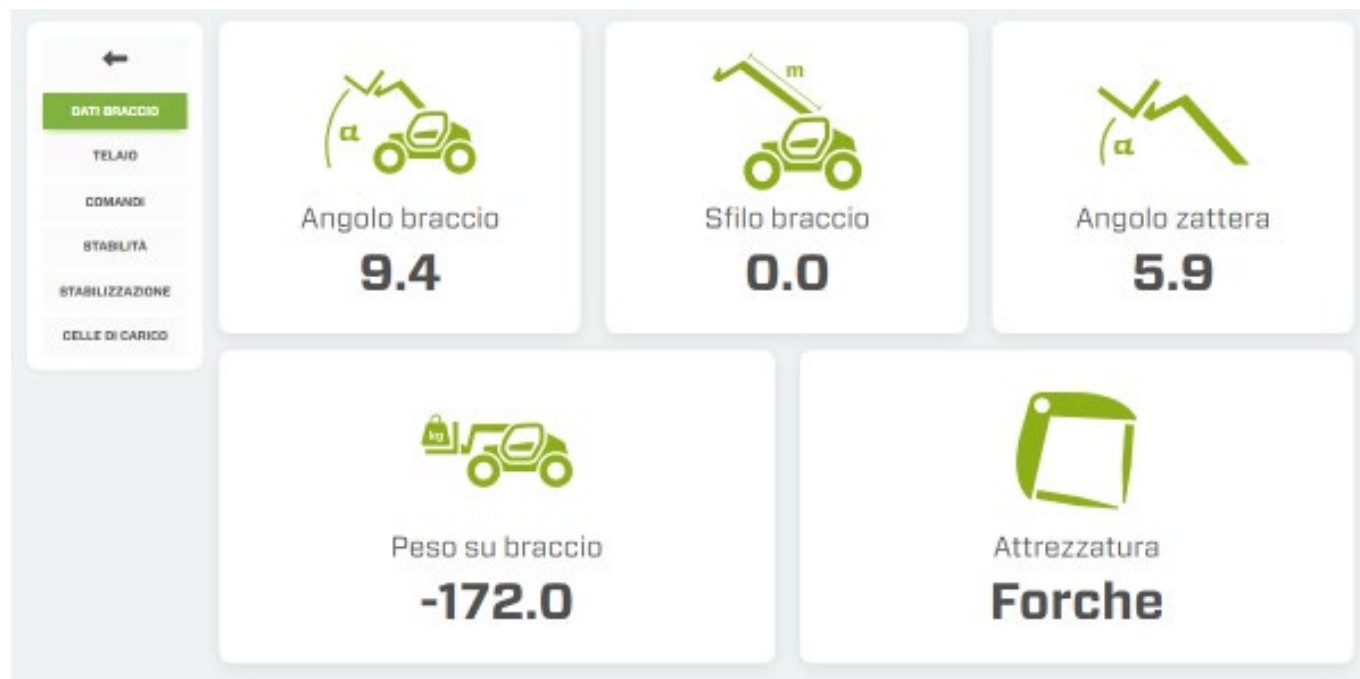 DATI BRACCIO
TELAIO
COMANDI
STABILITÀ
STABILIZZAZIONE
CELLE DI CARICO
α
Angolo braccio
9.4
m
Sfilo braccio
0.0
α
Angolo zattera
5.9
kg
Peso su braccio
-172.0
Attrezzatura
Forche